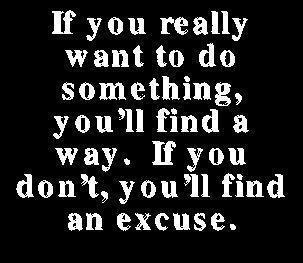 If you really
want to do
something,
you'll find a
way.  If you
don't, you'll find
an excuse.